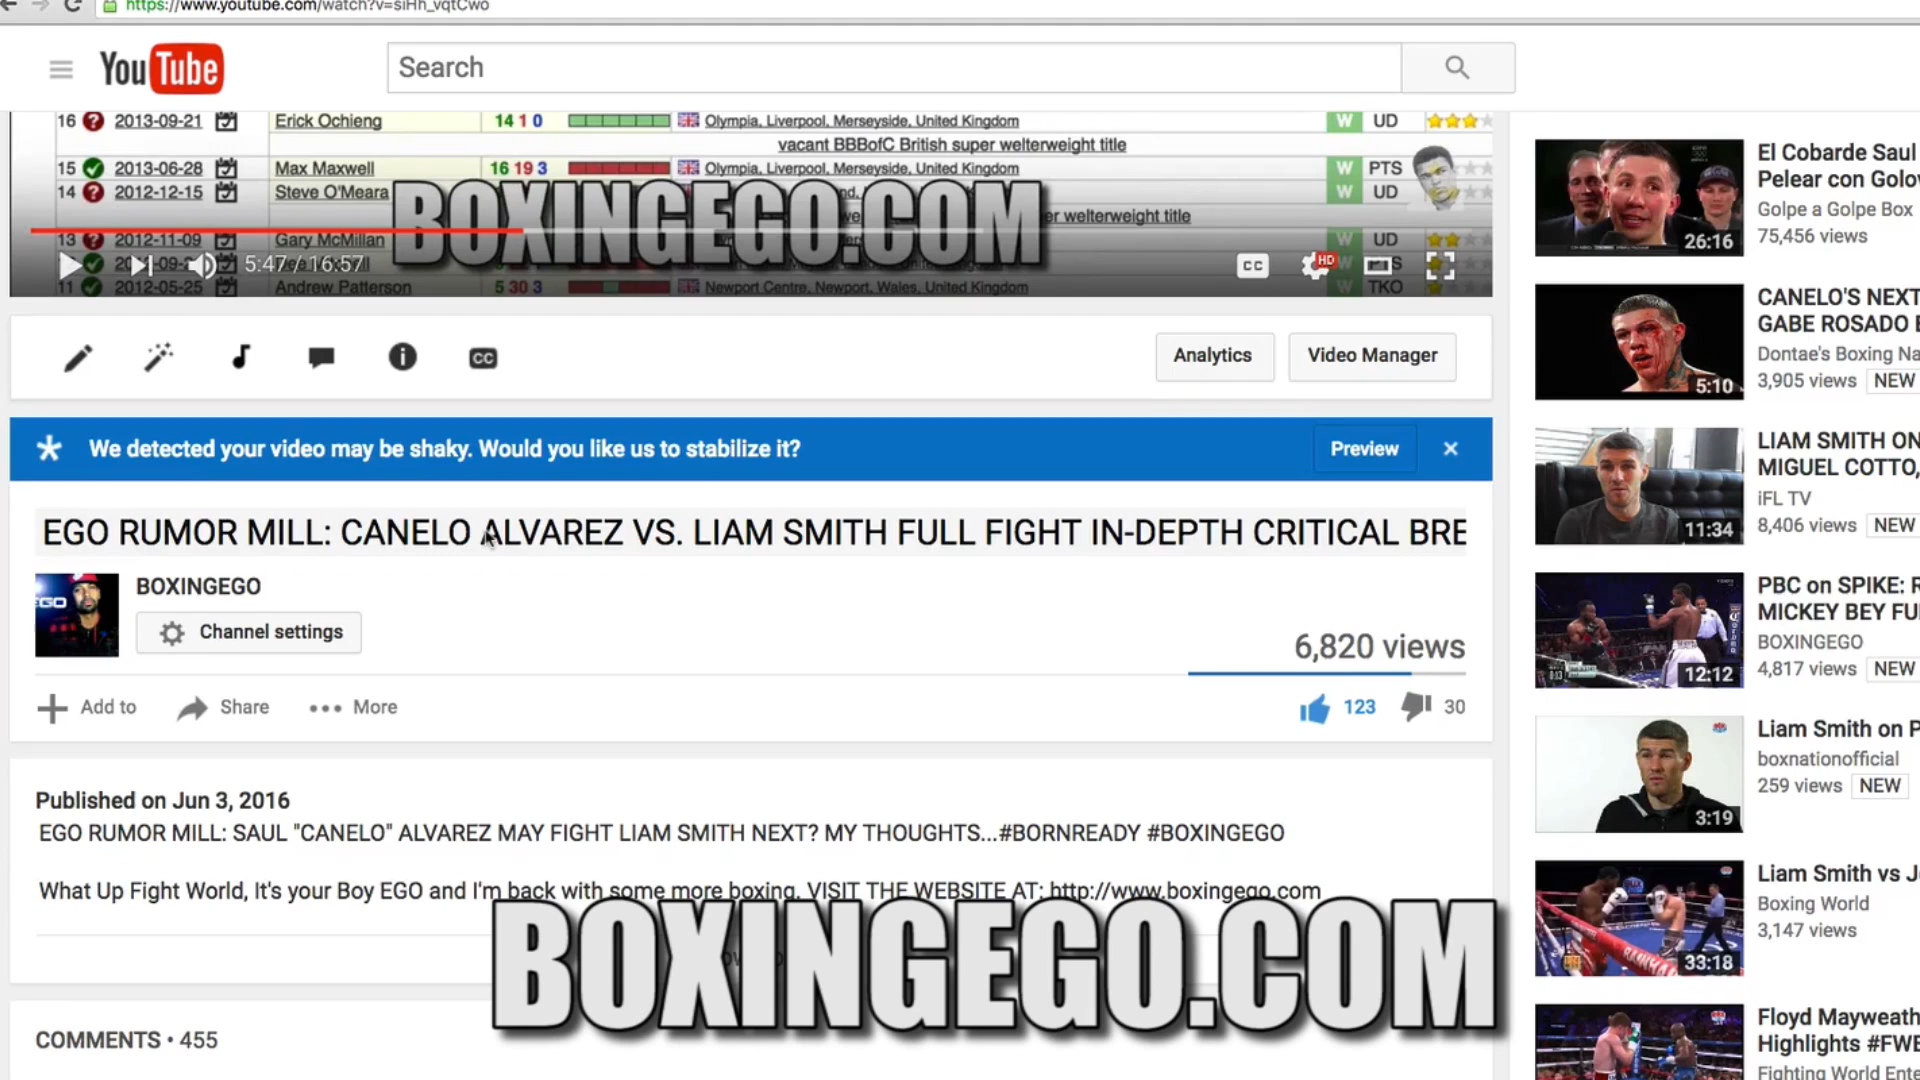 https://www.youtube.com/watch?v=siHh_vqtCwo
YouTube
Search
16 2013-09-21 Erick Ochieng 14 1 0 Olympia, Liverpool, Merseyside, United Kingdom W UD
vacant BBBofC British super welterweight title
15 2013-06-28 Max Maxwell 16 19 3 Olympia, Liverpool, Merseyside, United Kingdom W PTS
14 2012-12-15 Steve O'Meara W UD
er welterweight title
BOXINGEGO.COM
13 2012-11-09 Gary McMillan W UD
5:47 / 16:57
CC
HD
11 2012-05-25 Andrew Patterson 5 30 3 Newport Centre, Newport, Wales, United Kingdom W TKO
CC
Analytics
Video Manager
We detected your video may be shaky. Would you like us to stabilize it?
Preview
EGO RUMOR MILL: CANELO ALVAREZ VS. LIAM SMITH FULL FIGHT IN-DEPTH CRITICAL BRE
BOXINGEGO
Channel settings
6,820 views
Add to
Share
More
123
30
Published on Jun 3, 2016
EGO RUMOR MILL: SAUL "CANELO" ALVAREZ MAY FIGHT LIAM SMITH NEXT? MY THOUGHTS...#BORNREADY #BOXINGEGO
What Up Fight World, It's your Boy EGO and I'm back with some more boxing. VISIT THE WEBSITE AT: http://www.boxingego.com
BOXINGEGO.COM
COMMENTS • 455
El Cobarde Saul
Pelear con Golov
Golpe a Golpe Box
75,456 views
26:16
CANELO'S NEXT
GABE ROSADO
Dontae's Boxing Na
3,905 views NEW
5:10
LIAM SMITH ON
MIGUEL COTTO,
iFL TV
8,406 views NEW
11:34
PBC on SPIKE: R
MICKEY BEY FU
BOXINGEGO
4,817 views NEW
12:12
Liam Smith on P
boxnationofficial
259 views NEW
3:19
Liam Smith vs J
Boxing World
3,147 views
33:18
Floyd Mayweath
Highlights #FWE
Fighting World Ente